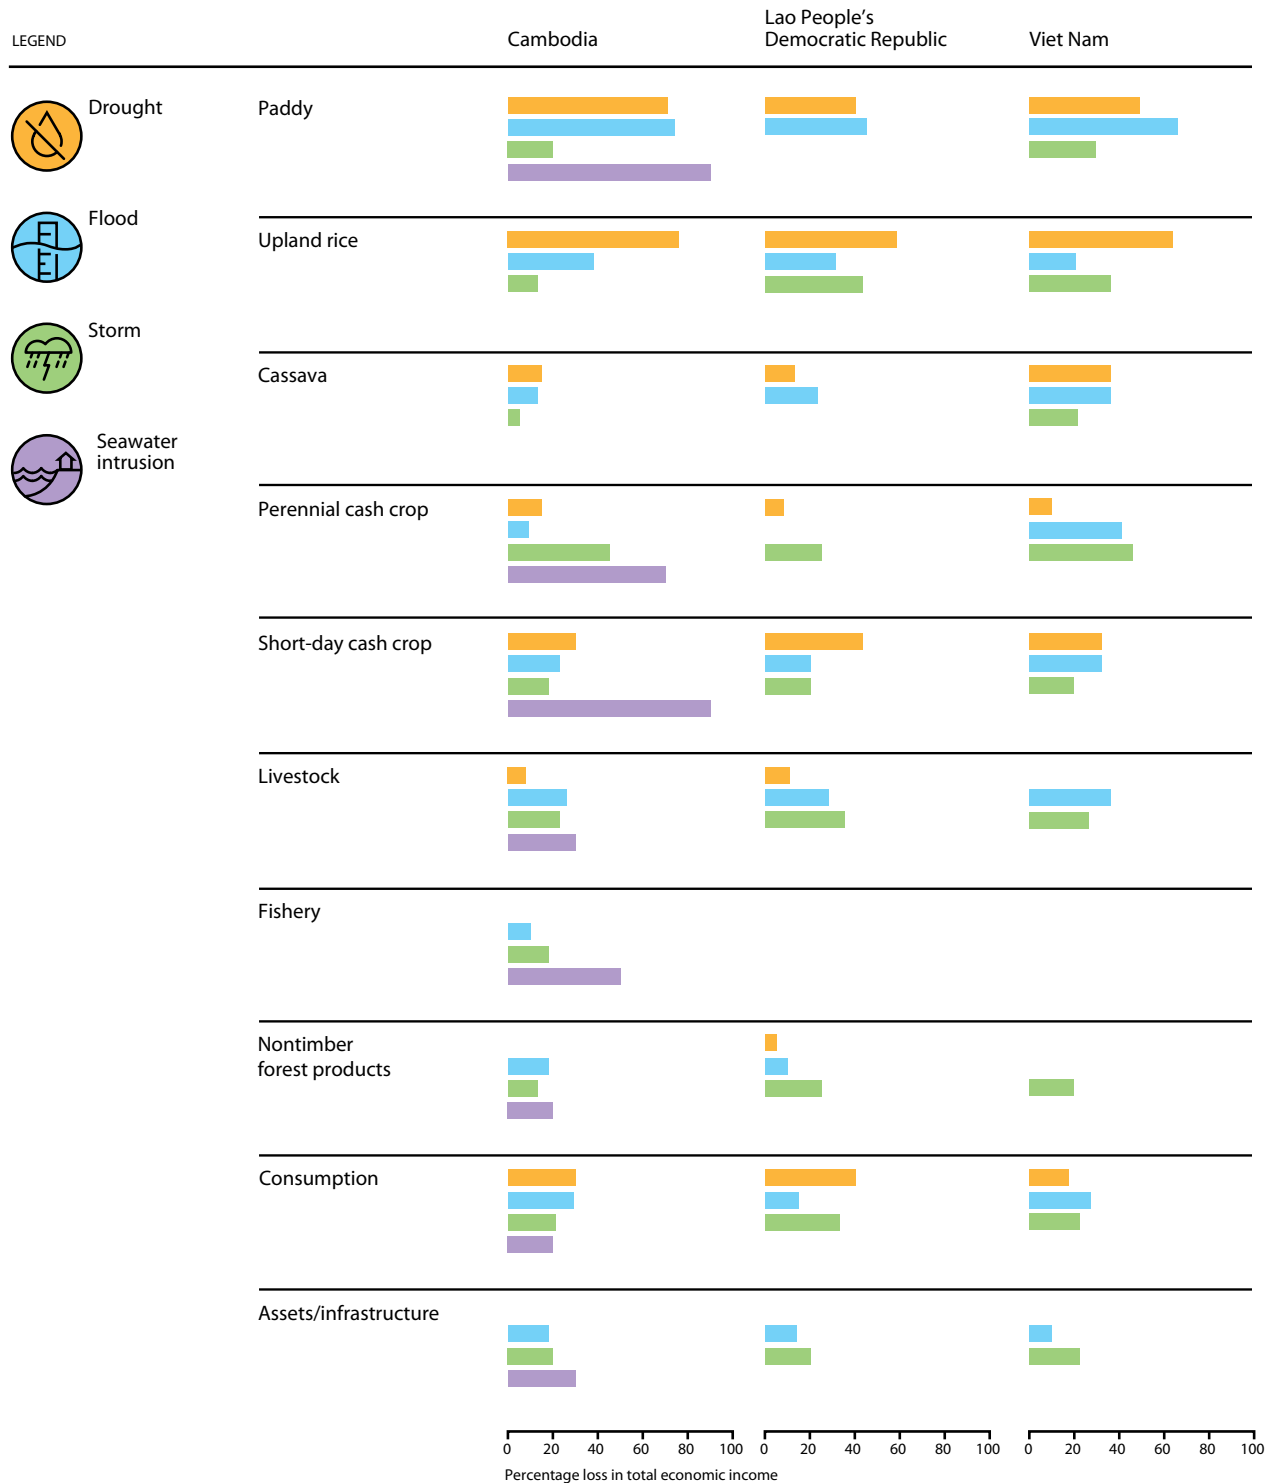 LEGEND
Cambodia
Lao People's
Democratic Republic
Viet Nam
Drought
Flood
Storm
Seawater
intrusion
Paddy
Upland rice
Cassava
Perennial cash crop
Short-day cash crop
Livestock
Fishery
Nontimber
forest products
Consumption
Assets/infrastructure
0 20 40 60 80 100
0 20 40 60 80 100
0 20 40 60 80 100
Percentage loss in total economic income